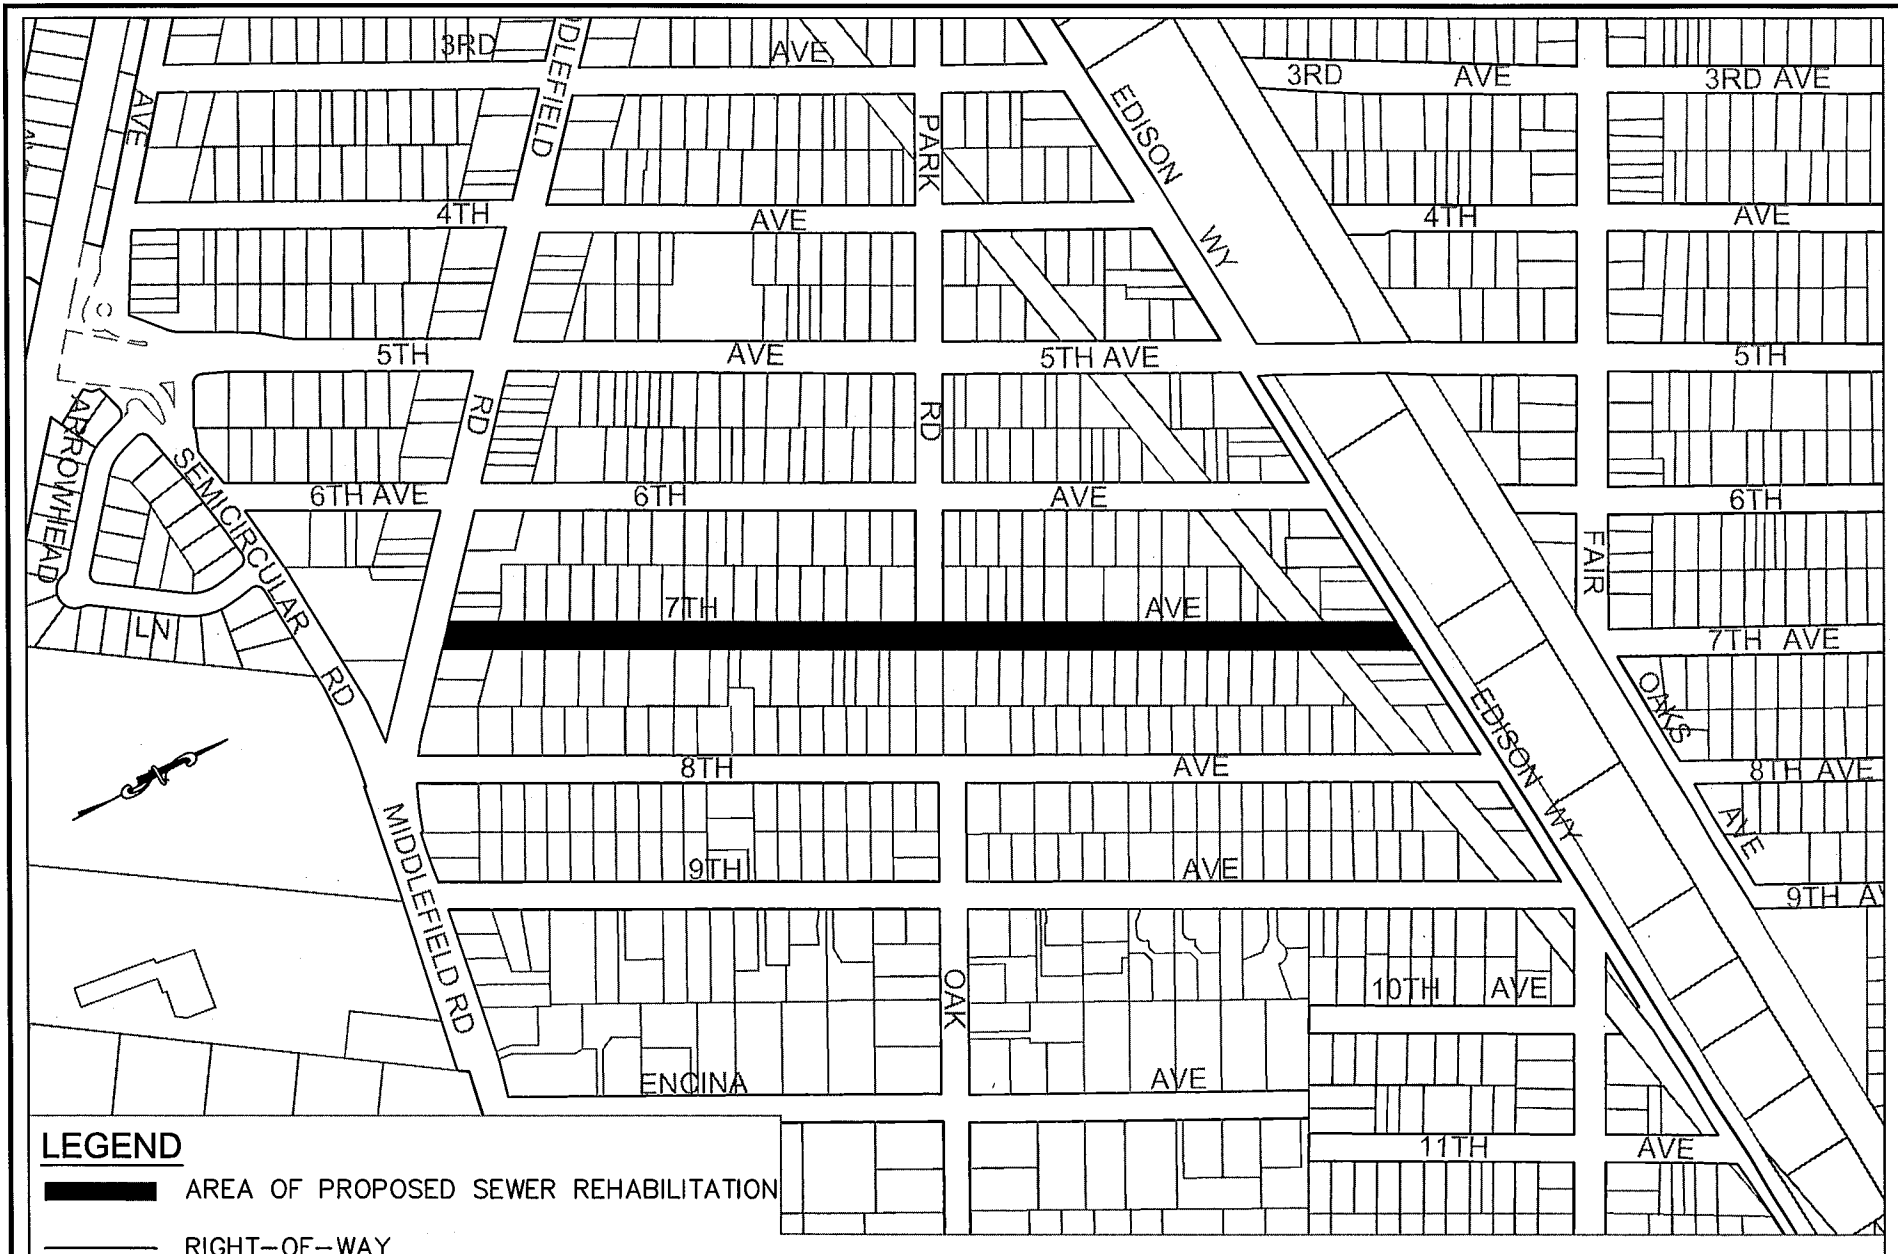 3RD
AVE
3RD
AVE
3RD AVE
AVE
DDLEFIELD
PARK
EDISON
WY
4TH
AVE
4TH
AVE
5TH
AVE
5TH AVE
5TH
ARROWHEAD
LN
SEMICIRCULAR
RD
RD
RD
6TH AVE
6TH
AVE
6TH
FAIR
OAKS
AVE
7TH
AVE
7TH AVE
EDISON WY
8TH
AVE
8TH AVE
MIDDLEFIELD RD
9TH
AVE
9TH AV
OAK
10TH AVE
ENCINA
AVE
11TH
AVE
LEGEND
AREA OF PROPOSED SEWER REHABILITATION
RIGHT-OF-WAY